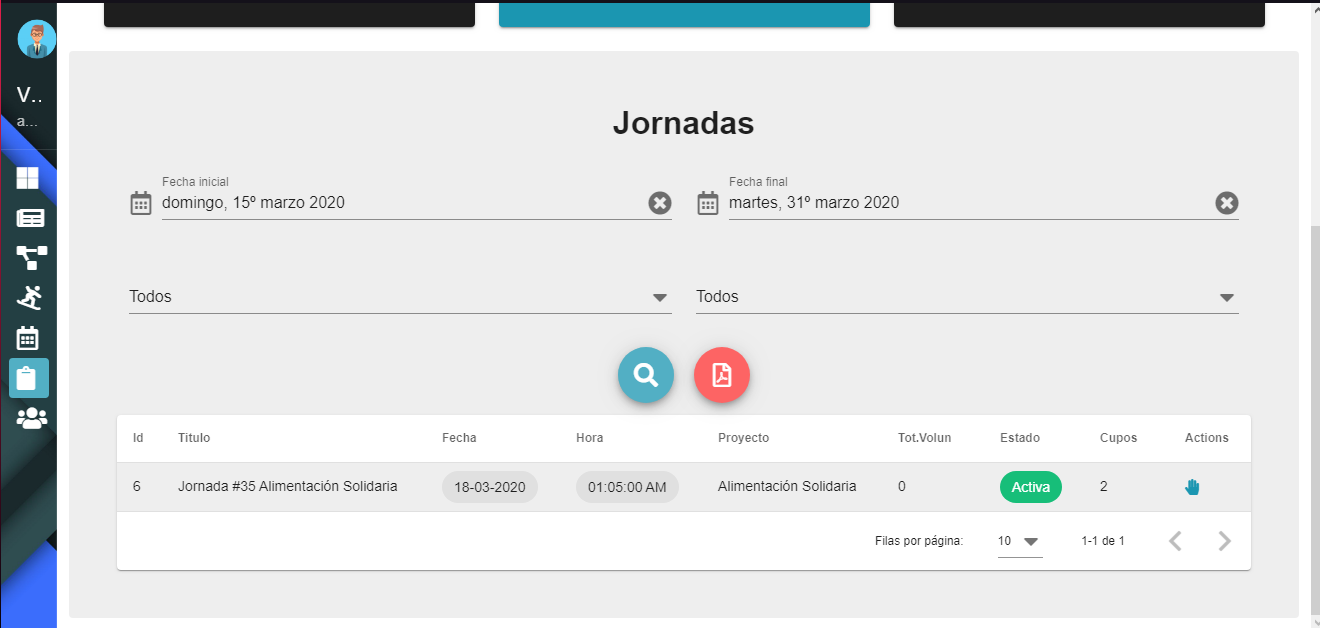 V..
a...
Jornadas
Fecha inicial
domingo, 15º marzo 2020
Fecha final
martes, 31º marzo 2020
Todos
Todos
Id Titulo Fecha Hora Proyecto Tot.Volun Estado Cupos Actions
6 Jornada #35 Alimentación Solidaria 18-03-2020 01:05:00 AM Alimentación Solidaria 0 Activa 2
Filas por página: 10 1-1 de 1